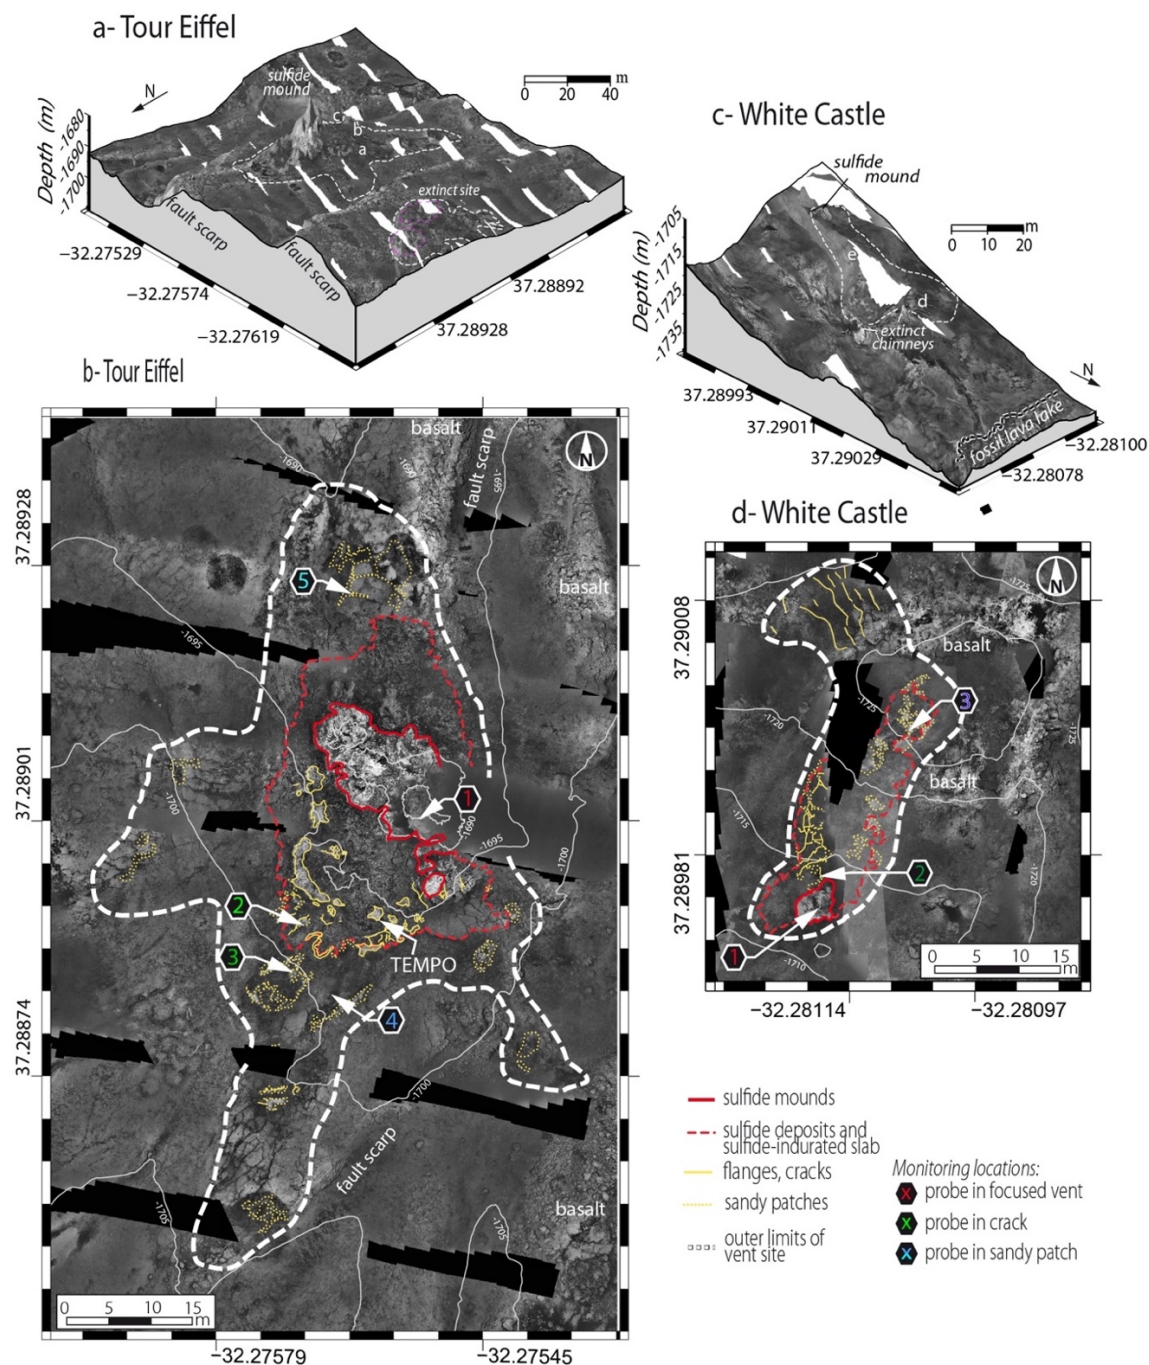 a- Tour Eiffel
sulfide
mound
N
0 20 40
m
c
b
a
extinct site
Depth (m)
-1680
-1690
-1700
fault scarp
fault scarp
−32.27529
−32.27574
−32.27619
37.28892
37.28928
c- White Castle
sulfide
mound
0 10 20
m
Depth (m)
-1705
-1715
-1725
-1735
e
d
extinct
chimneys
N
fossil lava lake
37.28993
37.29011
37.29029
−32.28100
−32.28078
b- Tour Eiffel
basalt
-1690
-1690
fault scarp
-1695
N
37.28928
5
basalt
-1695
37.28901
-1700
1
-1690
-1695
-1700
2
3
TEMPO
4
37.28874
-1700
fault scarp
-1705
-1705
basalt
0 5 10 15
m
−32.27579
−32.27545
d- White Castle
N
-1725
37.29008
basalt
-1725
3
-1720
-1725
basalt
-1715
37.28981
2
-1720
1
-1710
0 5 10 15
m
−32.28114
−32.28097
sulfide mounds
sulfide deposits and
sulfide-indurated slab
flanges, cracks
sandy patches
outer limits of
vent site
Monitoring locations:
X probe in focused vent
X probe in crack
X probe in sandy patch